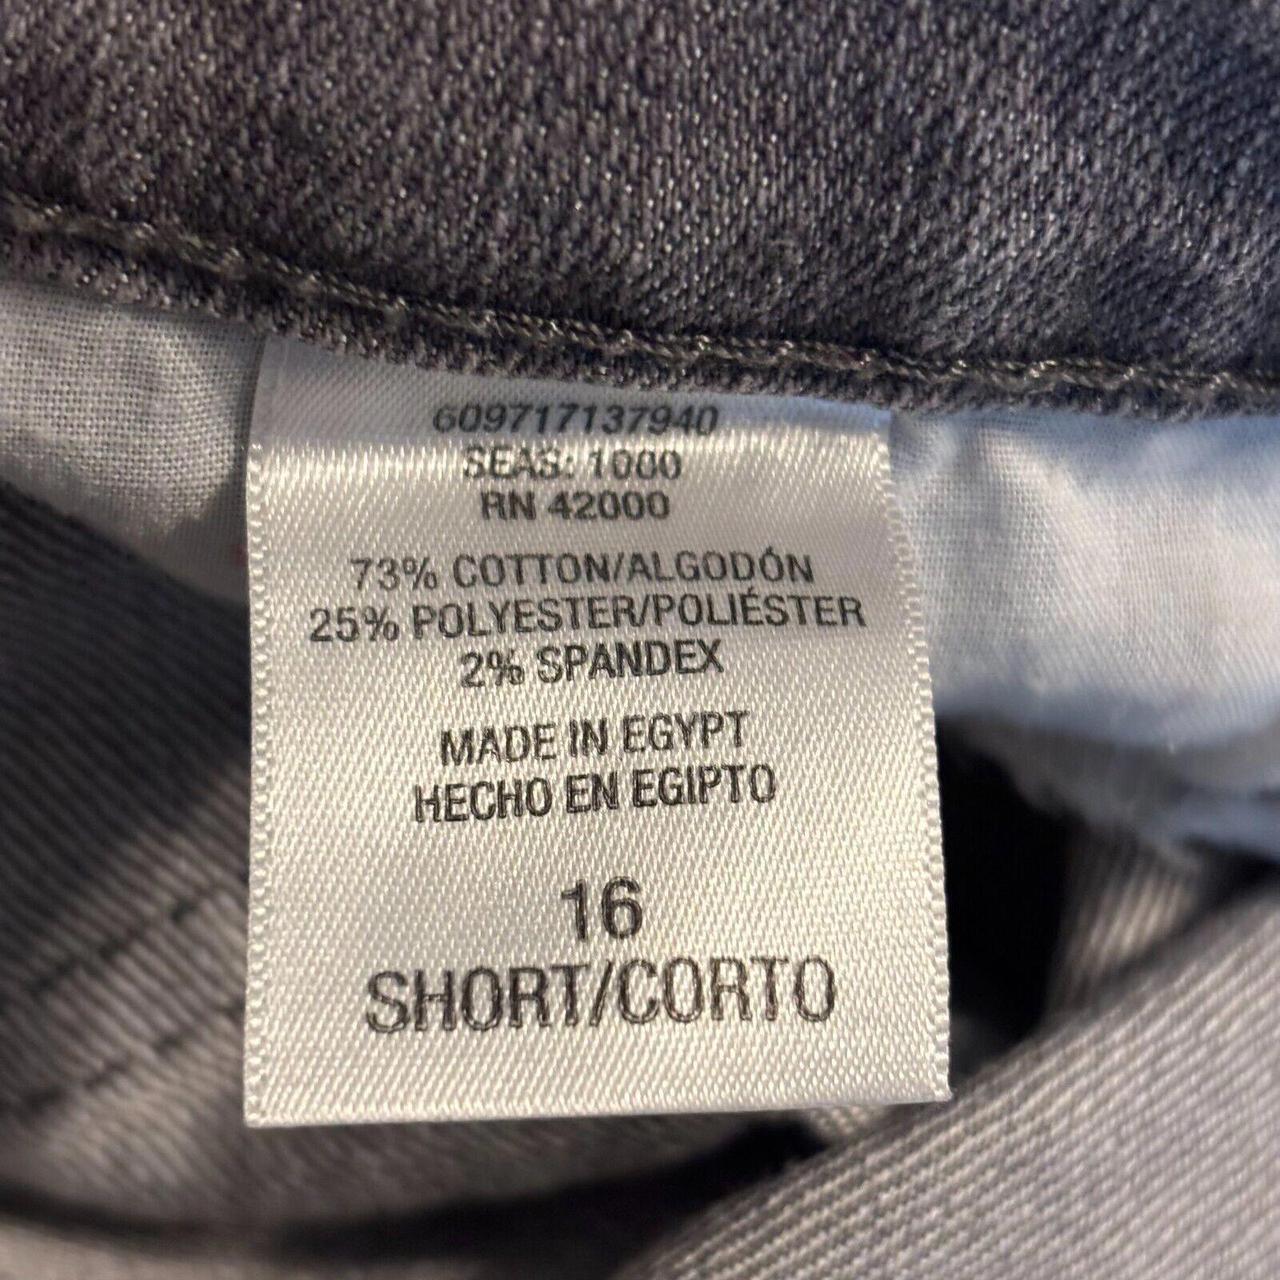 609717137940
SEAS: 1000
RN 42000
73% COTTON/ALGODÓN
25% POLYESTER/POLIÉSTER
2% SPANDEX
MADE IN EGYPT
HECHO EN EGIPTO
16
SHORT/CORTO